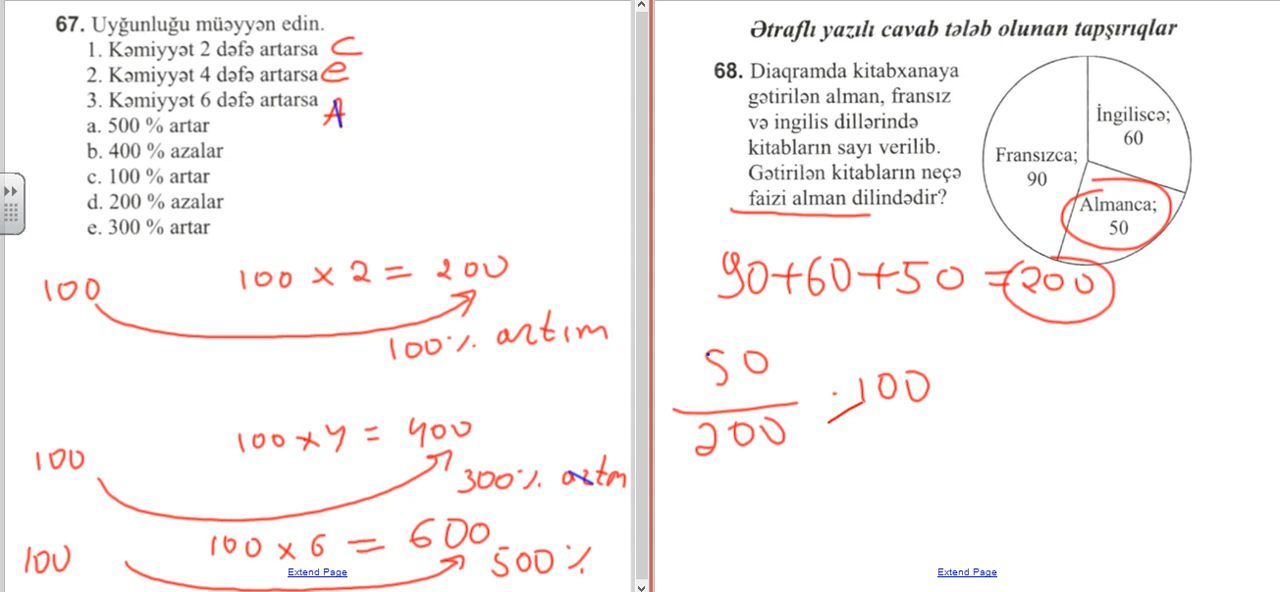 67. Uyğunluğu müəyyən edin.
1. Kəmiyyət 2 dəfə artarsa C
2. Kəmiyyət 4 dəfə artarsa e
3. Kəmiyyət 6 dəfə artarsa A
a. 500 % artar
b. 400 % azalar
c. 100 % artar
d. 200 % azalar
e. 300 % artar
100 100 x 2 = 200
100% artım
100 100 x 4 = 400
300% artm
100 100 x 6 = 600
500%
Extend Page
Ətraflı yazılı cavab tələb olunan tapşırıqlar
68. Diaqramda kitabxanaya
gətirilən alman, fransız
və ingilis dillərində
kitabların sayı verilib.
Gətirilən kitabların neçə
faizi alman dilindədir?
İngiliscə;
60
Fransızca;
90
Almanca;
50
90+60+50 = 200
50
200
· 100
Extend Page